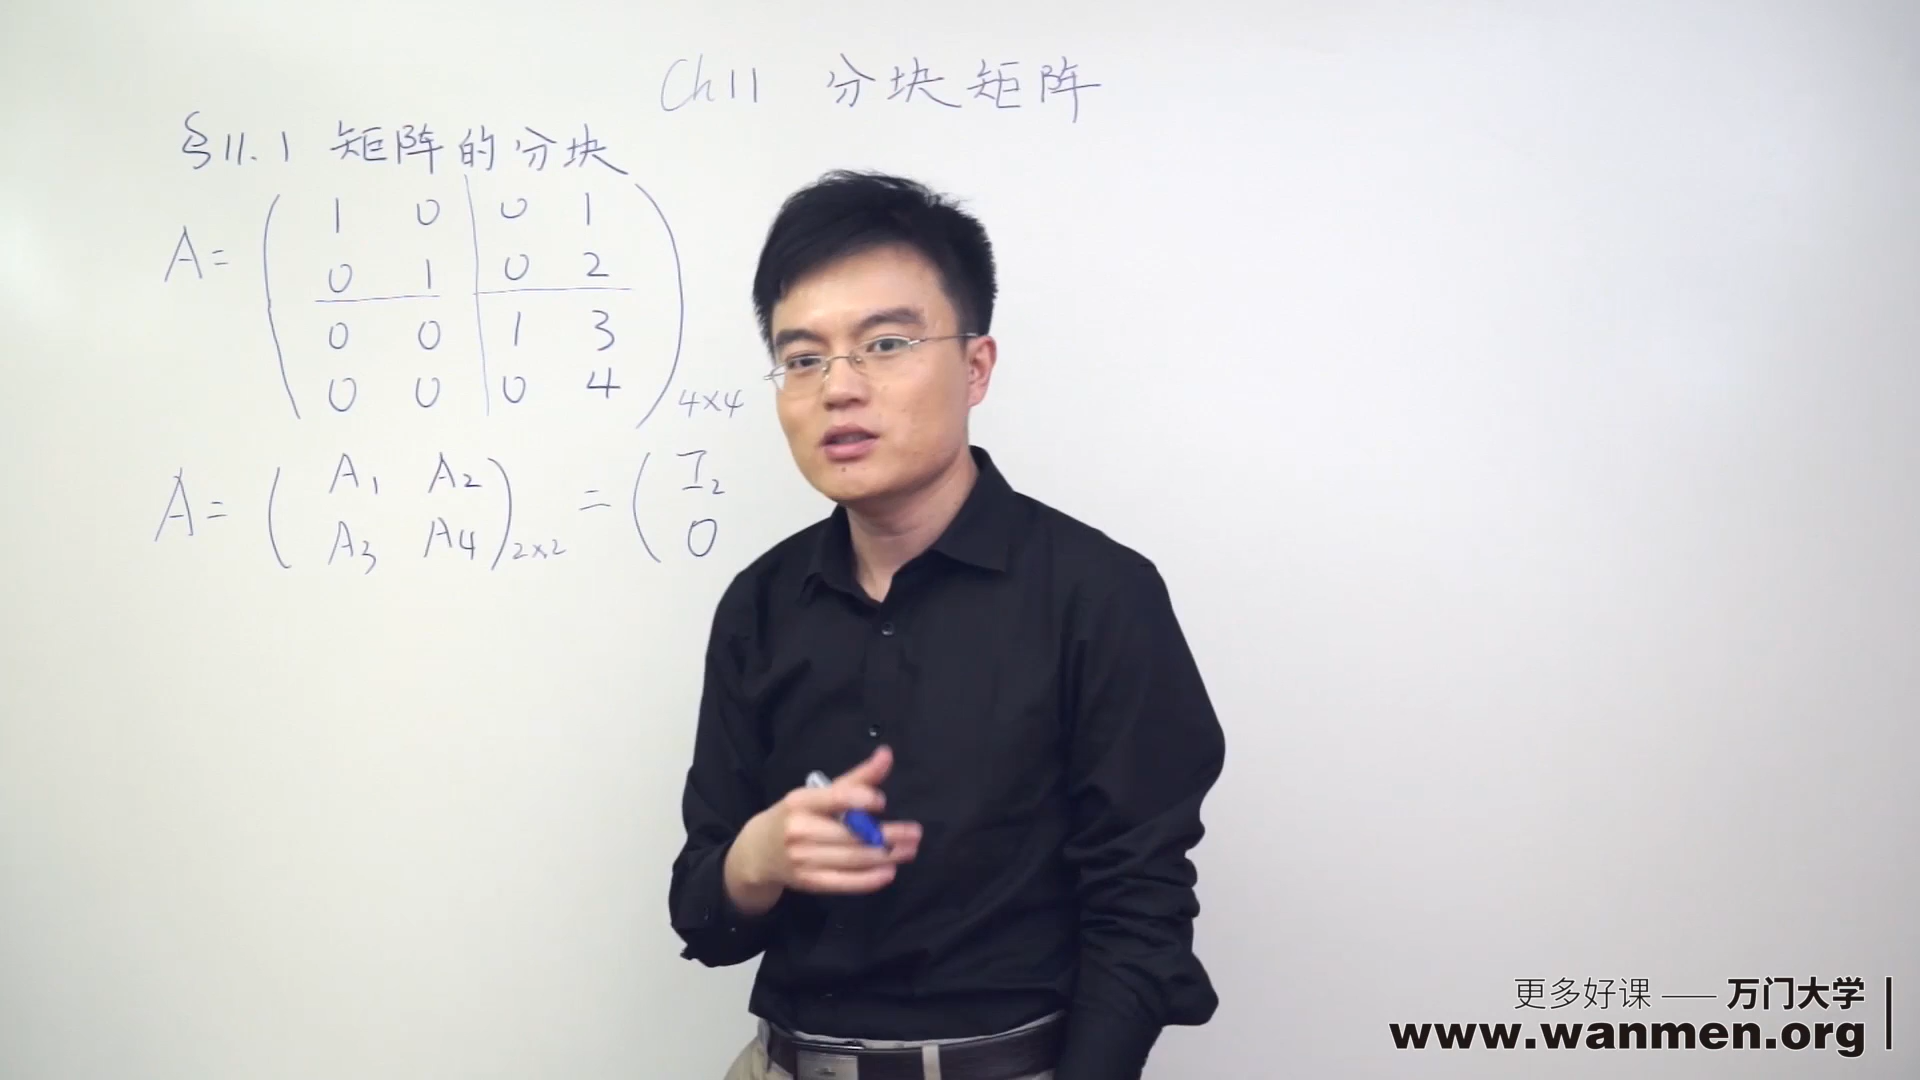 Ch11 分块矩阵
§11.1 矩阵的分块
A= ( 1 0 0 1
0 1 0 2
0 0 1 3
0 0 0 4 ) 4×4
A= ( A1 A2
A3 A4 ) 2×2 = ( I2
0
更多好课 —— 万门大学
www.wanmen.org